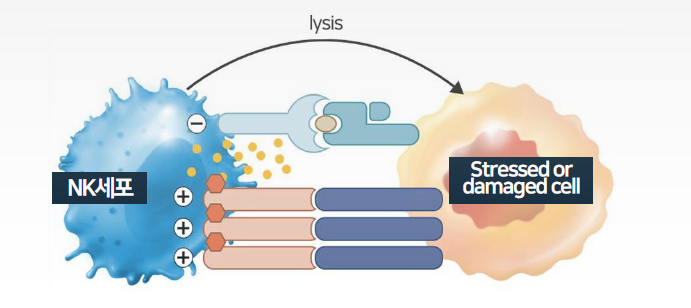 lysis
−
NK세포
Stressed or
damaged cell
+
+
+